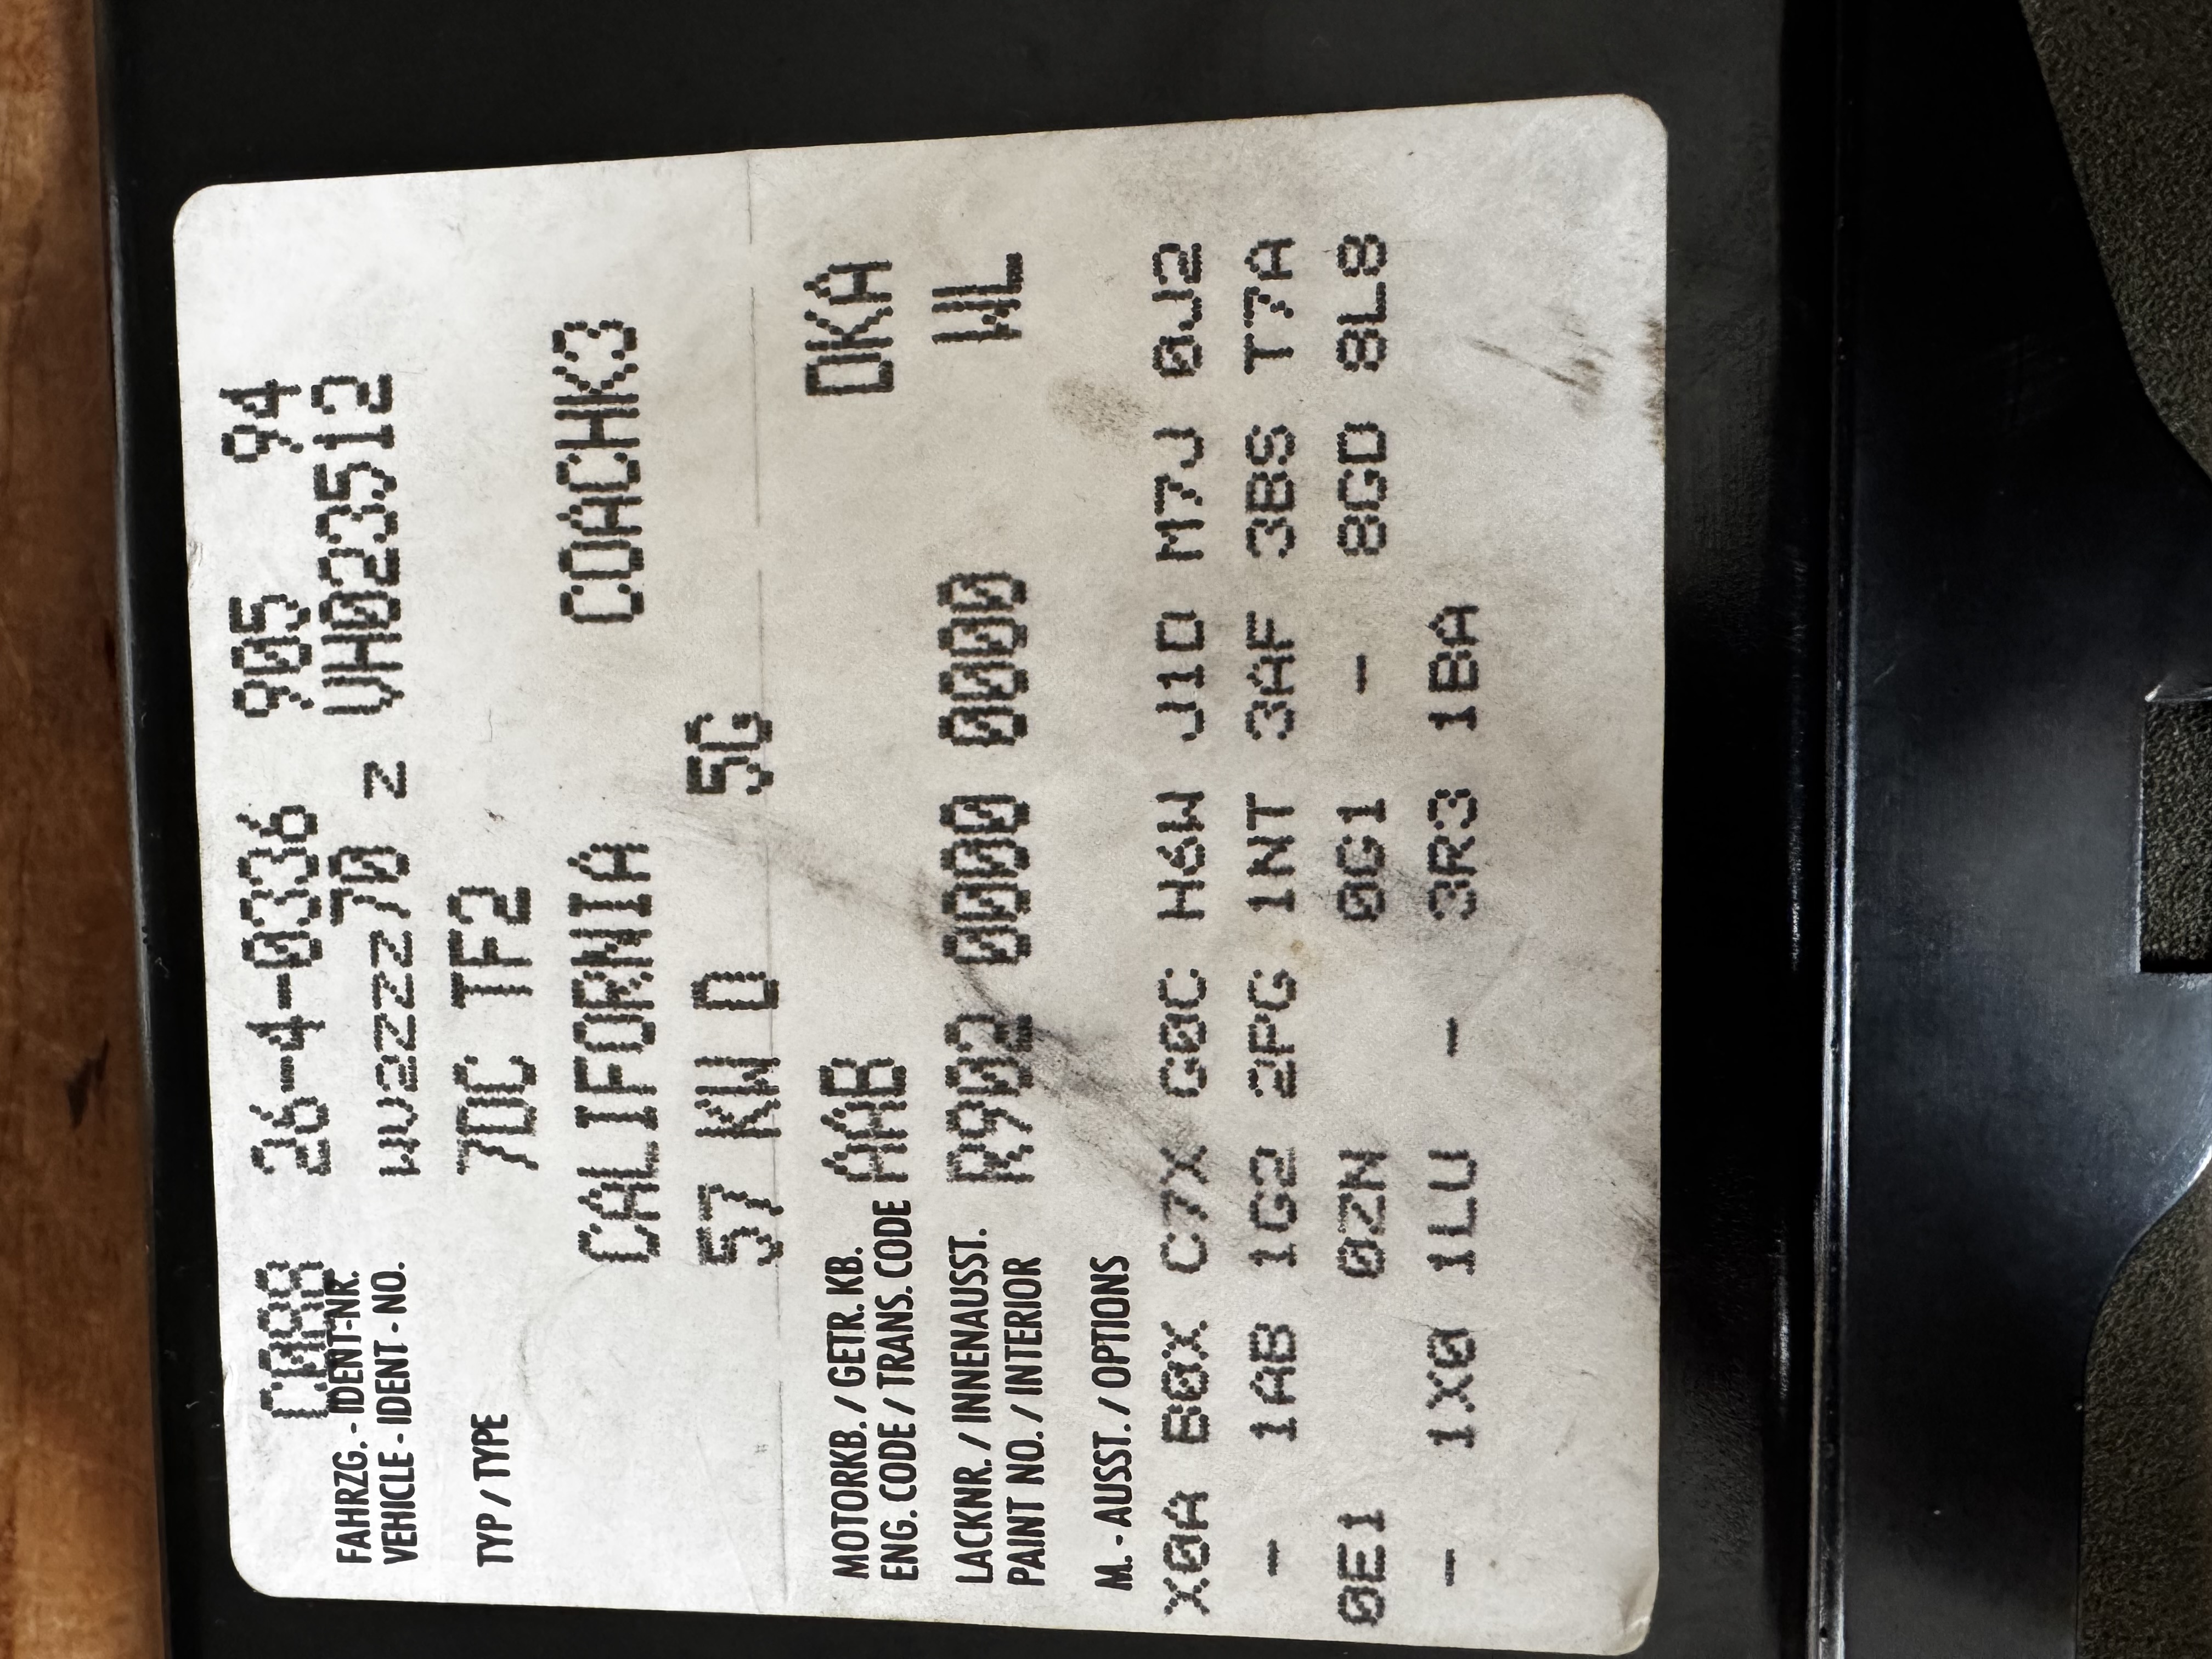 C088 26-4-0336 905 94
FAHRZG. - IDENT-NR. 70
VEHICLE - IDENT - NO. WV2ZZZ70 Z VH023512
TYP / TYPE 7DC TF2
CALIFORNIA COACHK3
57 KW D 5G
MOTORKB. / GETR. KB.
ENG. CODE / TRANS. CODE AAB DKA
LACKNR. / INNENAUSST.
PAINT NO. / INTERIOR R902 0000 0000 WL
M. - AUSST. / OPTIONS
X0A B0X C7X G0C H6W J1D M7J 0J2
- 1AB 1G2 2PG 1NT 3AF 3BS T7A
0E1 0ZN 0G1 - 8GD 8L8
- 1X0 1LU - 3R3 1BA